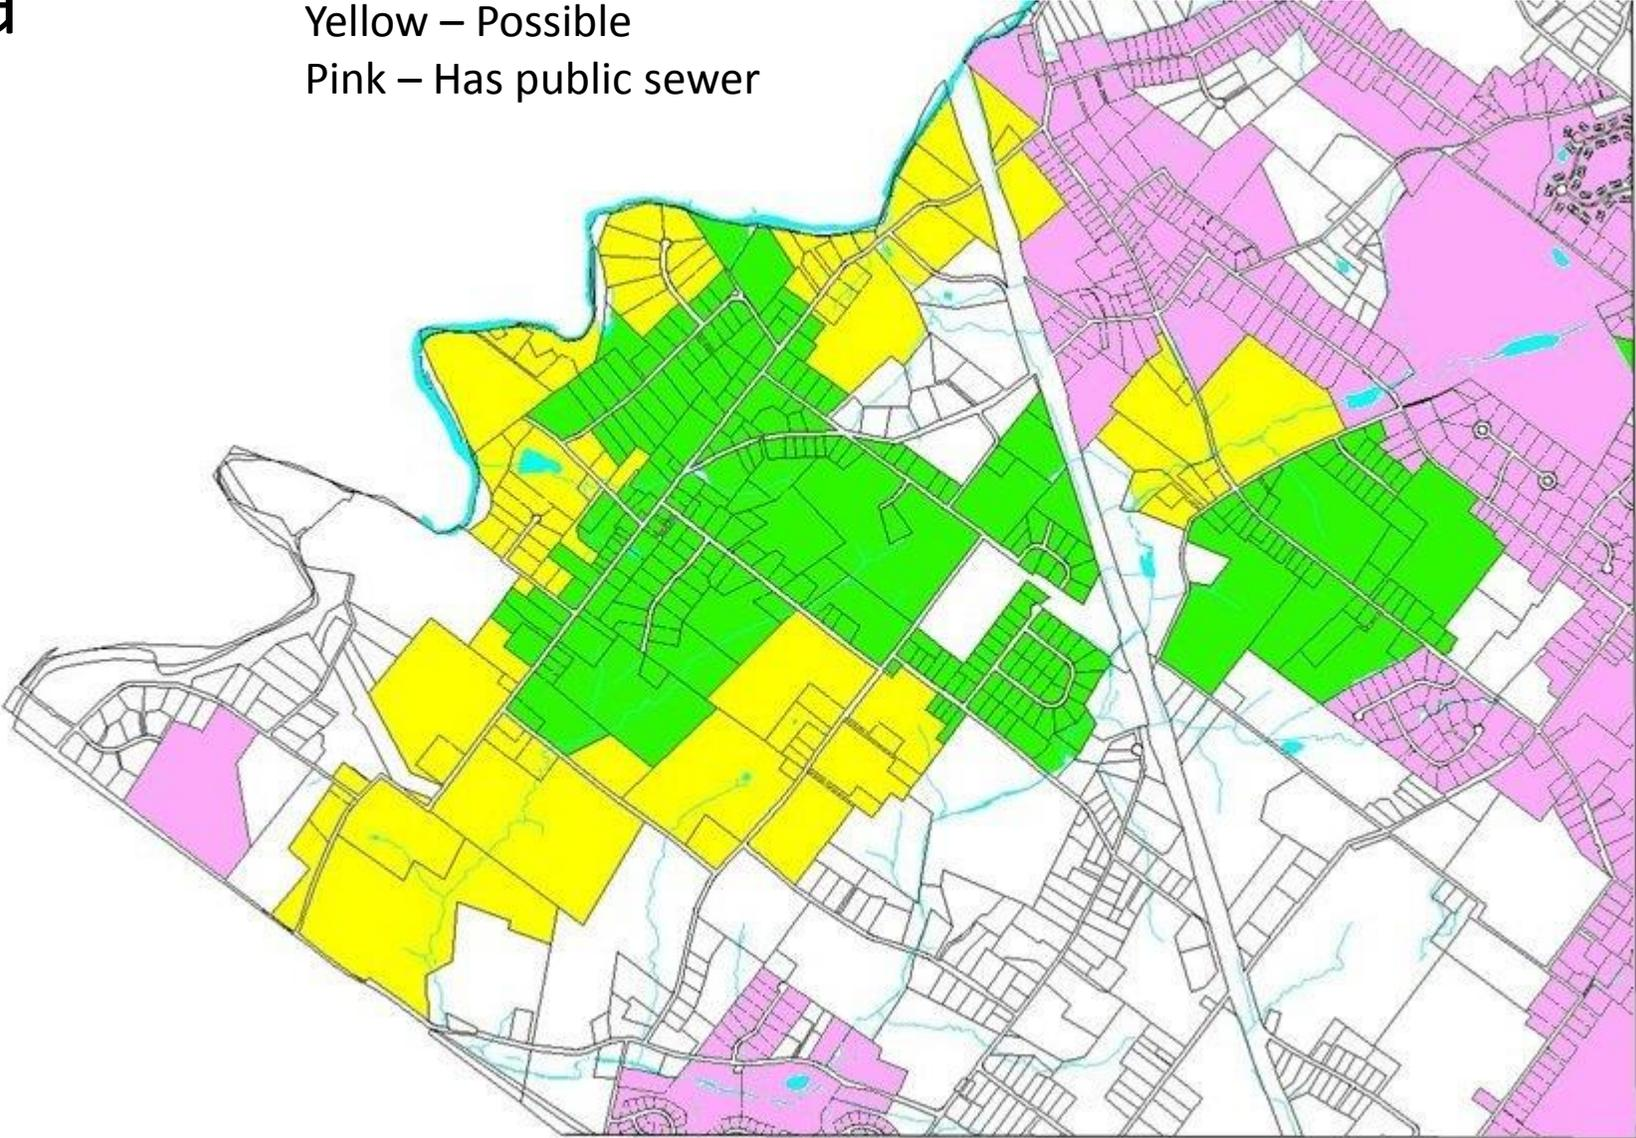 Yellow – Possible
Pink – Has public sewer